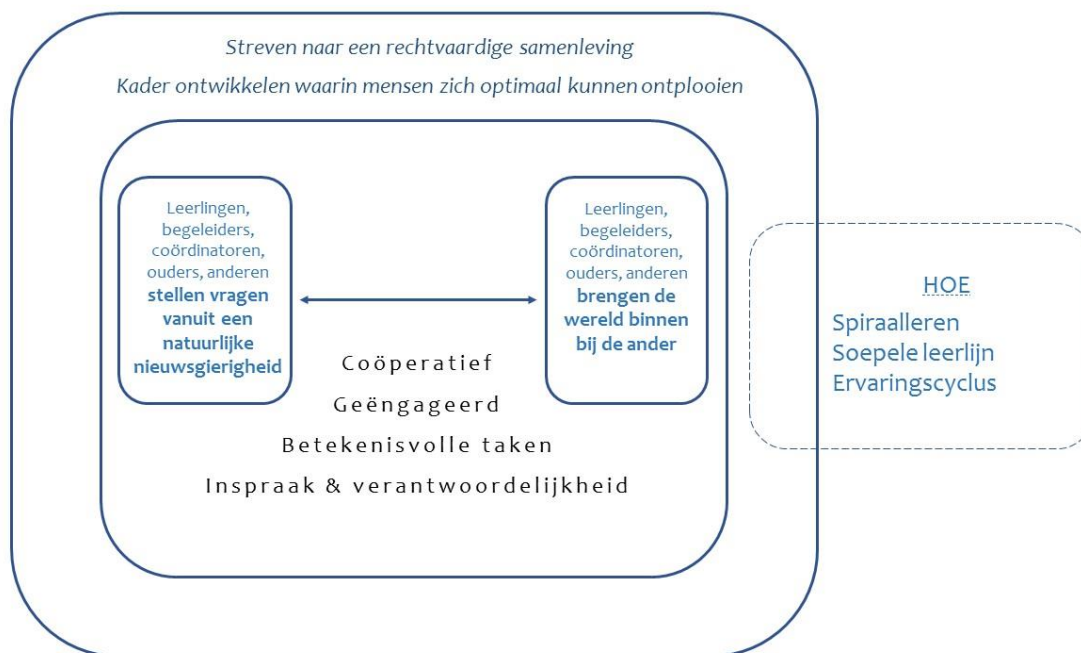 Streven naar een rechtvaardige samenleving
Kader ontwikkelen waarin mensen zich optimaal kunnen ontplooien
Leerlingen,
begeleiders,
coördinatoren,
ouders, anderen
stellen vragen
vanuit een
natuurlijke
nieuwsgierigheid
Leerlingen,
begeleiders,
coördinatoren,
ouders, anderen
brengen de
wereld binnen
bij de ander
Coöperatief
Geëngageerd
Betekenisvolle taken
Inspraak & verantwoordelijkheid
HOE
Spiraalleren
Soepele leerlijn
Ervaringscyclus